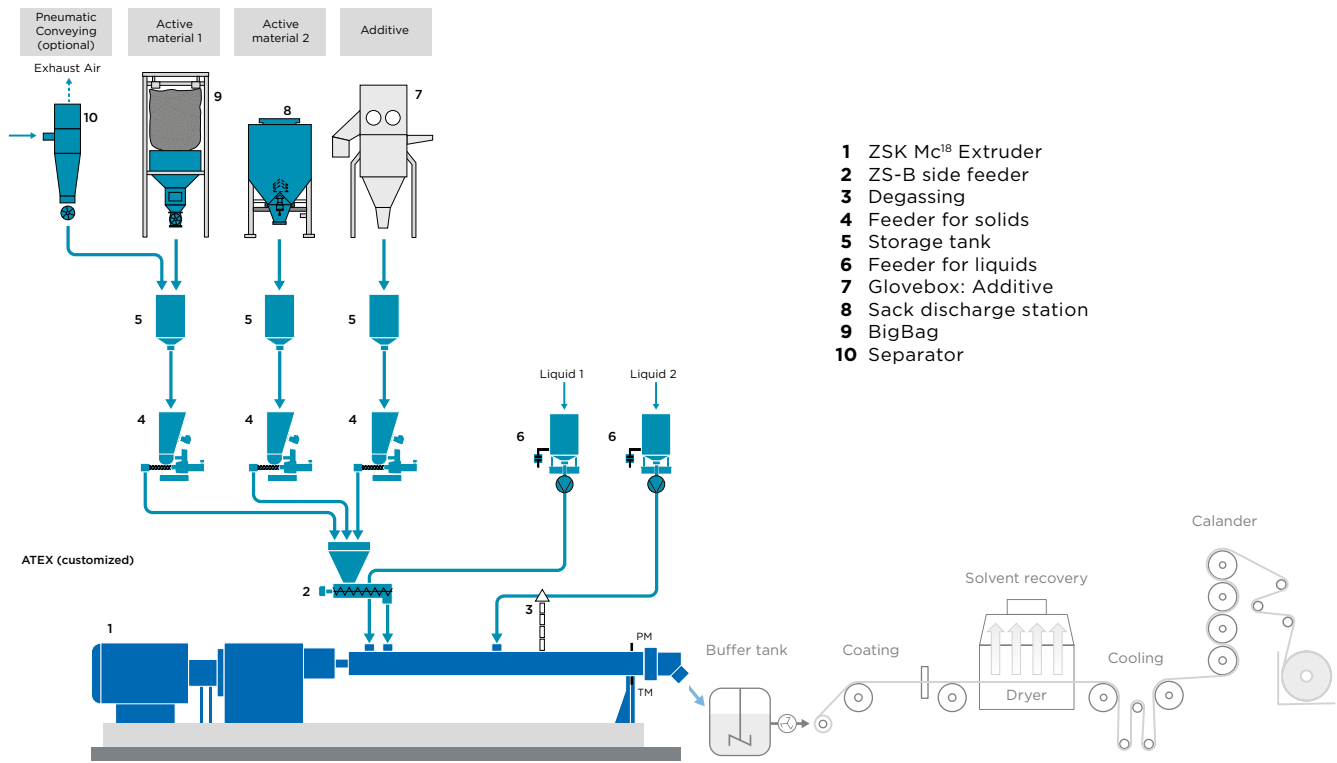 Pneumatic
Conveying
(optional)
Active
material 1
Active
material 2
Additive
Exhaust Air
9
8
7
10
1 ZSK Mc¹⁸ Extruder
2 ZS-B side feeder
3 Degassing
4 Feeder for solids
5 Storage tank
6 Feeder for liquids
7 Glovebox: Additive
8 Sack discharge station
9 BigBag
10 Separator
5
5
5
Liquid 1
Liquid 2
4
4
4
6
6
ATEX (customized)
2
3
1
PM
TM
Buffer tank
Coating
Solvent recovery
Dryer
Cooling
Calander